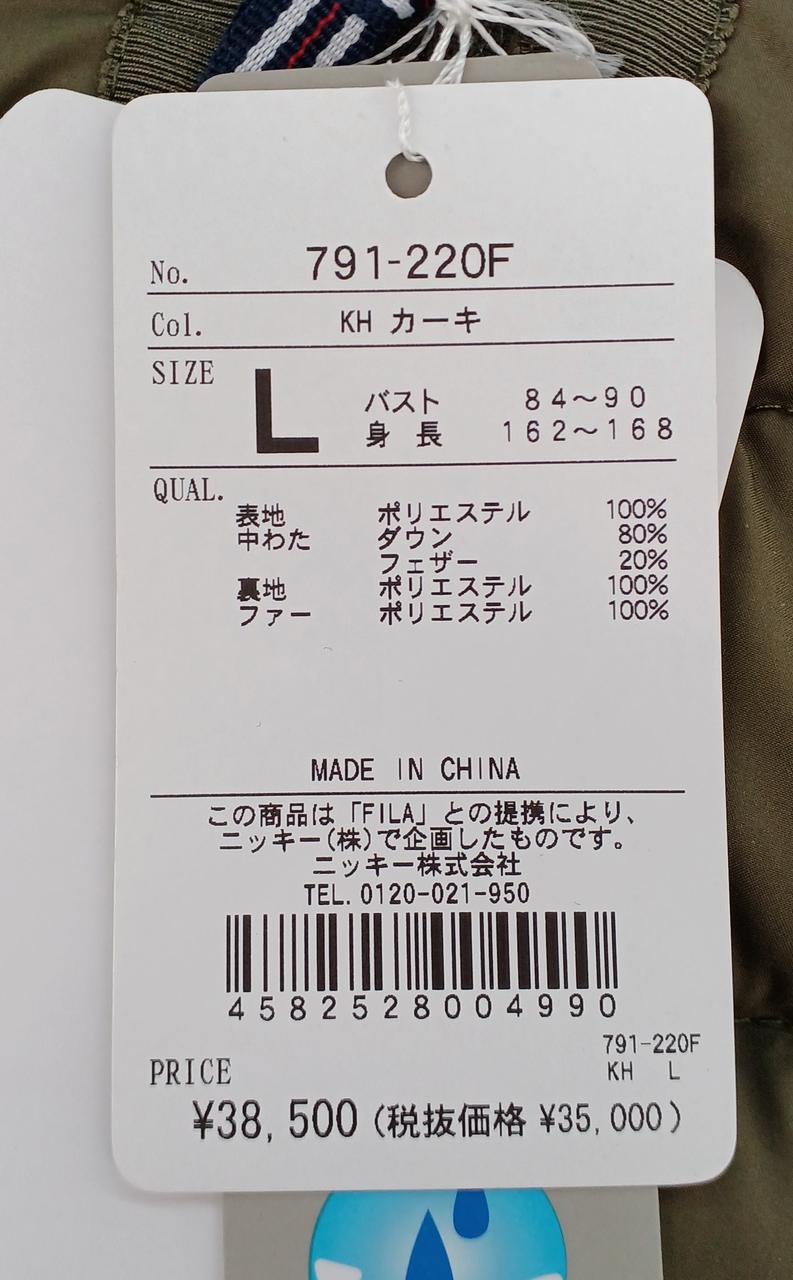 No. 791-220F
Col. KH カーキ
SIZE L バスト 84～90
身 長 162～168
QUAL.
表地 ポリエステル 100%
中わた ダウン 80%
フェザー 20%
裏地 ポリエステル 100%
ファー ポリエステル 100%
MADE IN CHINA
この商品は「FILA」との提携により、
ニッキー(株)で企画したものです。
ニッキー株式会社
TEL. 0120-021-950
4582528004990
791-220F
KH L
PRICE
¥38,500 (税抜価格 ¥35,000)